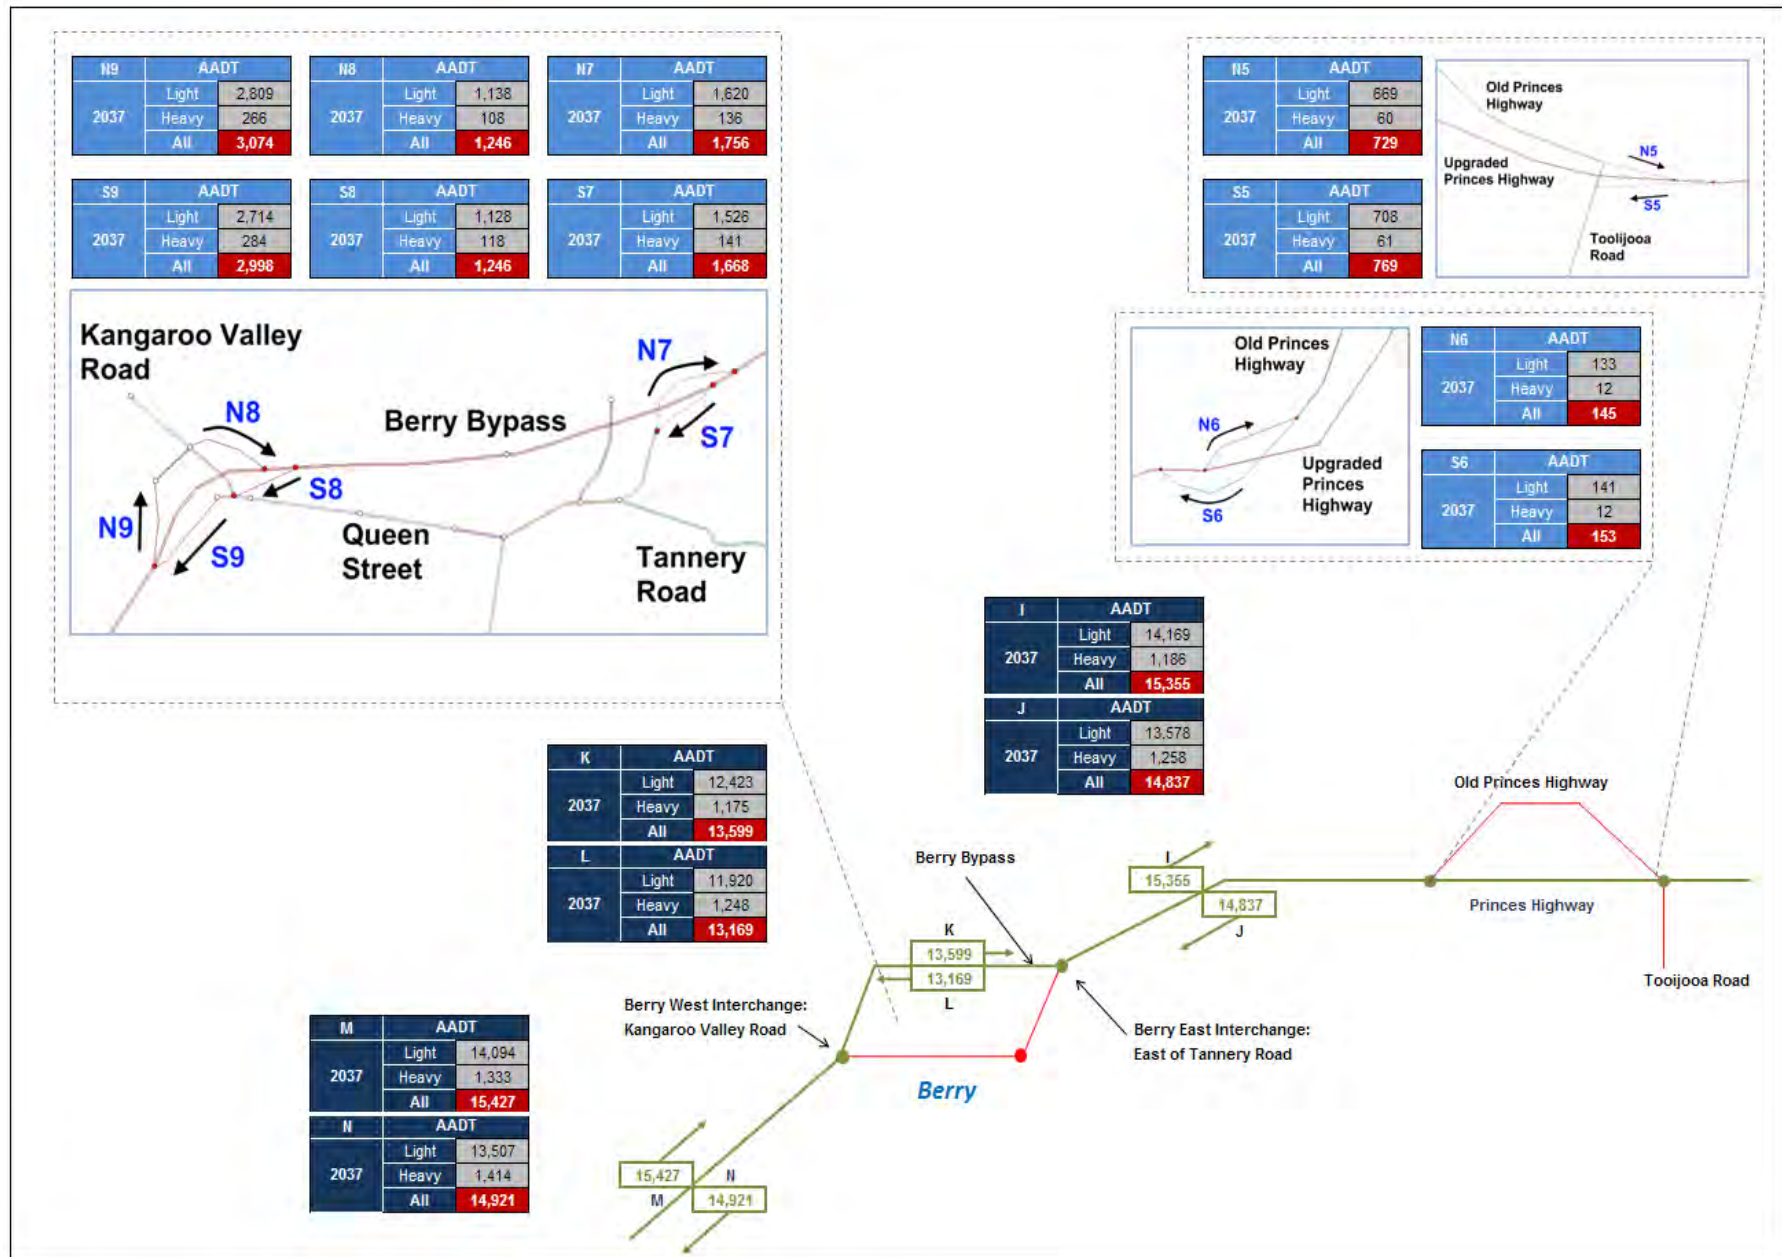 N9 AADT
2037
Light 2,809
Heavy 266
All 3,074
N8 AADT
2037
Light 1,138
Heavy 108
All 1,246
N7 AADT
2037
Light 1,620
Heavy 136
All 1,756
S9 AADT
2037
Light 2,714
Heavy 284
All 2,998
S8 AADT
2037
Light 1,128
Heavy 118
All 1,246
S7 AADT
2037
Light 1,526
Heavy 141
All 1,668
Kangaroo Valley
Road
N7
N8
Berry Bypass
S7
S8
N9
S9
Queen
Street
Tannery
Road
N5 AADT
2037
Light 669
Heavy 60
All 729
S5 AADT
2037
Light 708
Heavy 61
All 769
Old Princes
Highway
N5
Upgraded
Princes Highway
S5
Toolijooa
Road
Old Princes
Highway
N6
Upgraded
Princes
Highway
S6
N6 AADT
2037
Light 133
Heavy 12
All 145
S6 AADT
2037
Light 141
Heavy 12
All 153
I AADT
2037
Light 14,169
Heavy 1,186
All 15,355
J AADT
2037
Light 13,578
Heavy 1,258
All 14,837
K AADT
2037
Light 12,423
Heavy 1,175
All 13,599
L AADT
2037
Light 11,920
Heavy 1,248
All 13,169
M AADT
2037
Light 14,094
Heavy 1,333
All 15,427
N AADT
2037
Light 13,507
Heavy 1,414
All 14,921
Old Princes Highway
Berry Bypass
I
15,355
14,837
J
Princes Highway
K
13,599
13,169
L
Tooijooa Road
Berry West Interchange:
Kangaroo Valley Road
Berry East Interchange:
East of Tannery Road
Berry
15,427
N
M
14,921